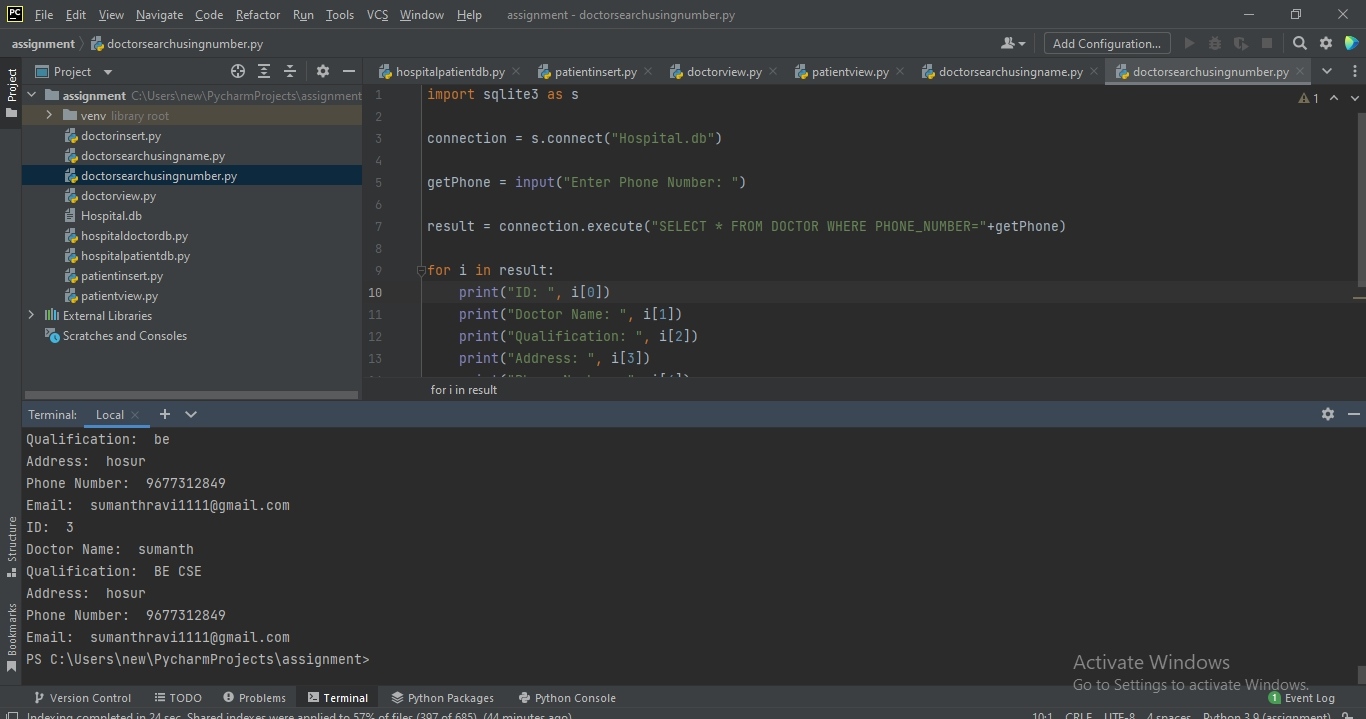 PC File Edit View Navigate Code Refactor Run Tools VCS Window Help assignment - doctorsearchusingnumber.py
assignment doctorsearchusingnumber.py Add Configuration...
Project
Project
hospitalpatientdb.py patientinsert.py doctorview.py patientview.py doctorsearchusingname.py doctorsearchusingnumber.py
assignment C:\Users\new\PycharmProjects\assignment
venv library root
doctorinsert.py
doctorsearchusingname.py
doctorsearchusingnumber.py
doctorview.py
Hospital.db
hospitaldoctordb.py
hospitalpatientdb.py
patientinsert.py
patientview.py
External Libraries
Scratches and Consoles
1 import sqlite3 as s
1
2
3 connection = s.connect("Hospital.db")
4
5 getPhone = input("Enter Phone Number: ")
6
7 result = connection.execute("SELECT * FROM DOCTOR WHERE PHONE_NUMBER="+getPhone)
8
9 for i in result:
10 print("ID: ", i[0])
11 print("Doctor Name: ", i[1])
12 print("Qualification: ", i[2])
13 print("Address: ", i[3])
for i in result
Terminal: Local
Qualification: be
Address: hosur
Phone Number: 9677312849
Email: sumanthravi1111@gmail.com
ID: 3
Doctor Name: sumanth
Qualification: BE CSE
Address: hosur
Phone Number: 9677312849
Email: sumanthravi1111@gmail.com
PS C:\Users\new\PycharmProjects\assignment>
Structure
Bookmarks
Activate Windows
Go to Settings to activate Windows.
Version Control TODO Problems Terminal Python Packages Python Console 1 Event Log
Indexing completed in 24 sec. Shared indexes were applied to 57% of files (397 of 685). (44 minutes ago) 10:1 CRLF UTF-8 4 spaces Python 3.9 (assignment)